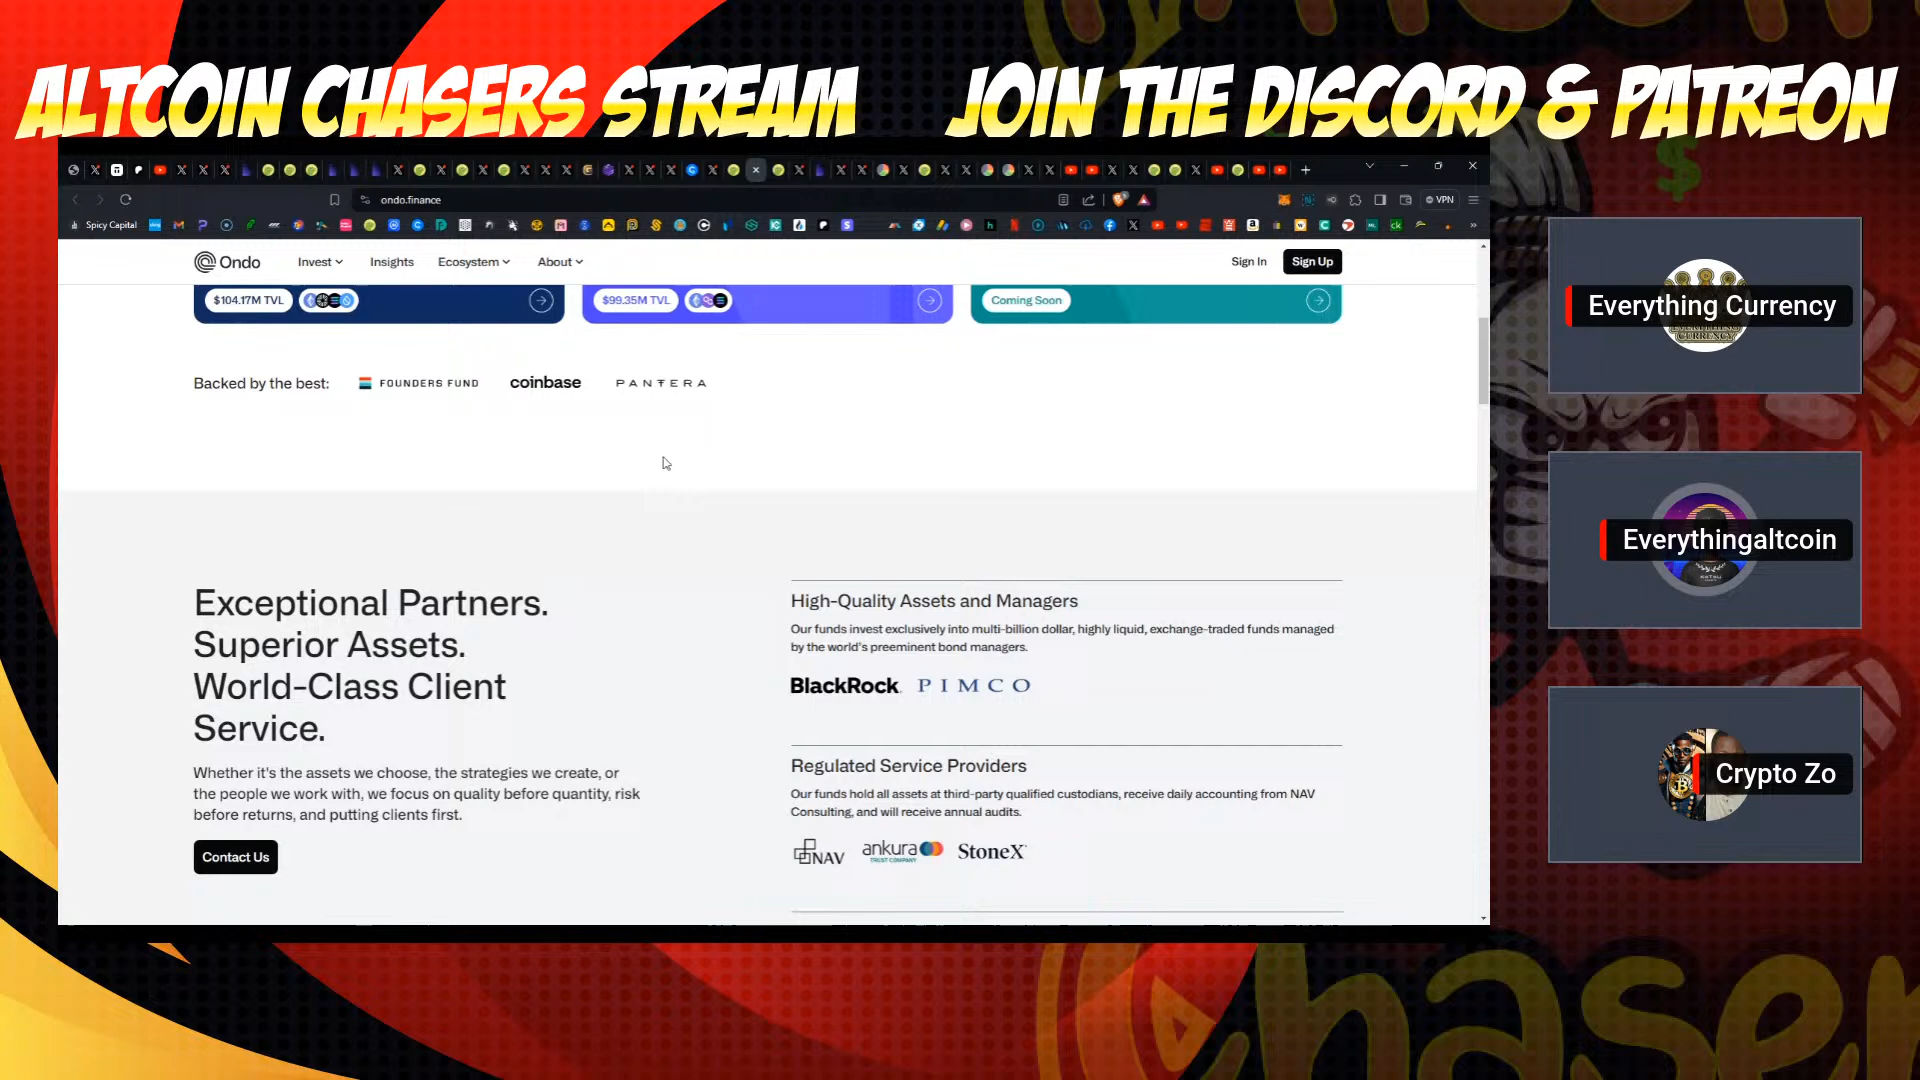 ALTCOIN CHASERS STREAM
JOIN THE DISCORD & PATREON
ondo.finance
VPN
Spicy Capital
Ondo
Invest
Insights
Ecosystem
About
Sign In
Sign Up
$104.17M TVL
$99.35M TVL
Coming Soon
Backed by the best:
FOUNDERS FUND
coinbase
PANTERA
Exceptional Partners.
Superior Assets.
World-Class Client
Service.
Whether it's the assets we choose, the strategies we create, or
the people we work with, we focus on quality before quantity, risk
before returns, and putting clients first.
Contact Us
High-Quality Assets and Managers
Our funds invest exclusively into multi-billion dollar, highly liquid, exchange-traded funds managed
by the world's preeminent bond managers.
BlackRock
PIMCO
Regulated Service Providers
Our funds hold all assets at third-party qualified custodians, receive daily accounting from NAV
Consulting, and will receive annual audits.
NAV
ankura
TRUST COMPANY
StoneX
Everything Currency
EVERYTHING
CURRENCY
Everythingaltcoin
Crypto Zo